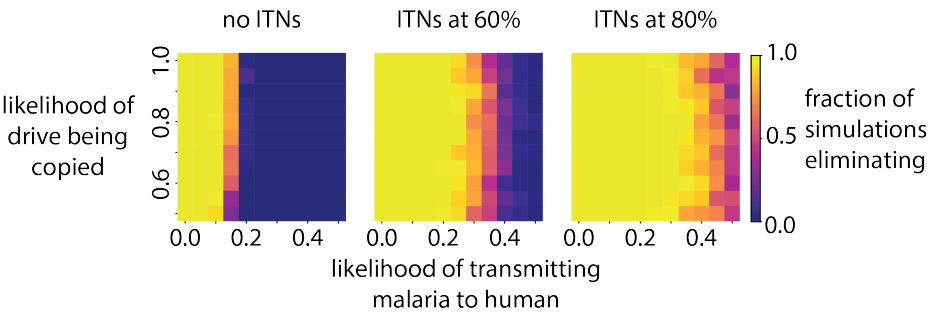 no ITNs
ITNs at 60%
ITNs at 80%
likelihood of
drive being
copied
1.0
0.8
0.6
0.0 0.2 0.4
0.0 0.2 0.4
0.0 0.2 0.4
1.0
0.5
0.0
fraction of
simulations
eliminating
likelihood of transmitting
malaria to human